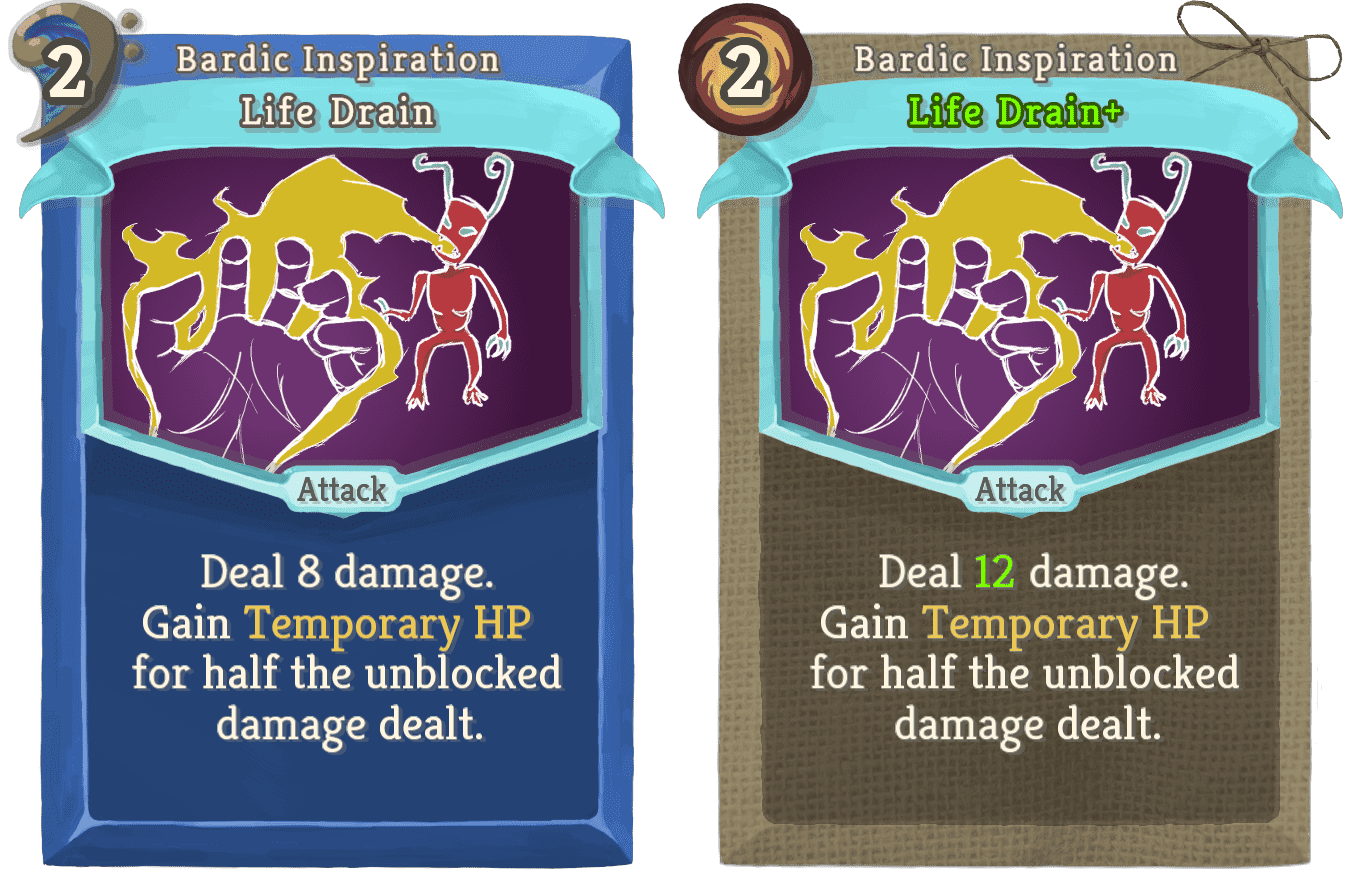 2
Bardic Inspiration
Life Drain
Attack
Deal 8 damage.
Gain Temporary HP
for half the unblocked
damage dealt.
2
Bardic Inspiration
Life Drain+
Attack
Deal 12 damage.
Gain Temporary HP
for half the unblocked
damage dealt.